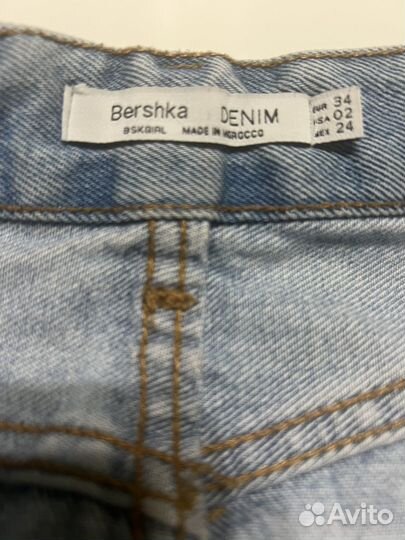 Bershka DENIM
BSKGIRL MADE IN MOROCCO
EUR 34
USA 02
MEX 24
Avito